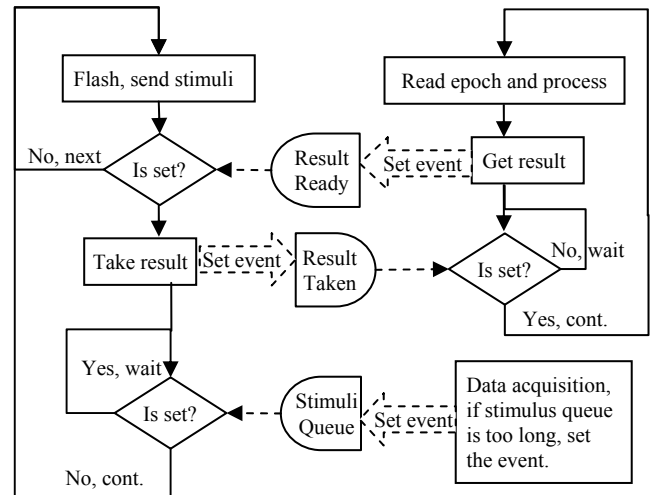 Flash, send stimuli
Read epoch and process
No, next
Is set?
Result
Ready
Set event
Get result
Take result
Set event
Result
Taken
Is set?
No, wait
Yes, cont.
Yes, wait
Is set?
Stimuli
Queue
Set event
Data acquisition,
if stimulus queue
is too long, set
the event.
No, cont.